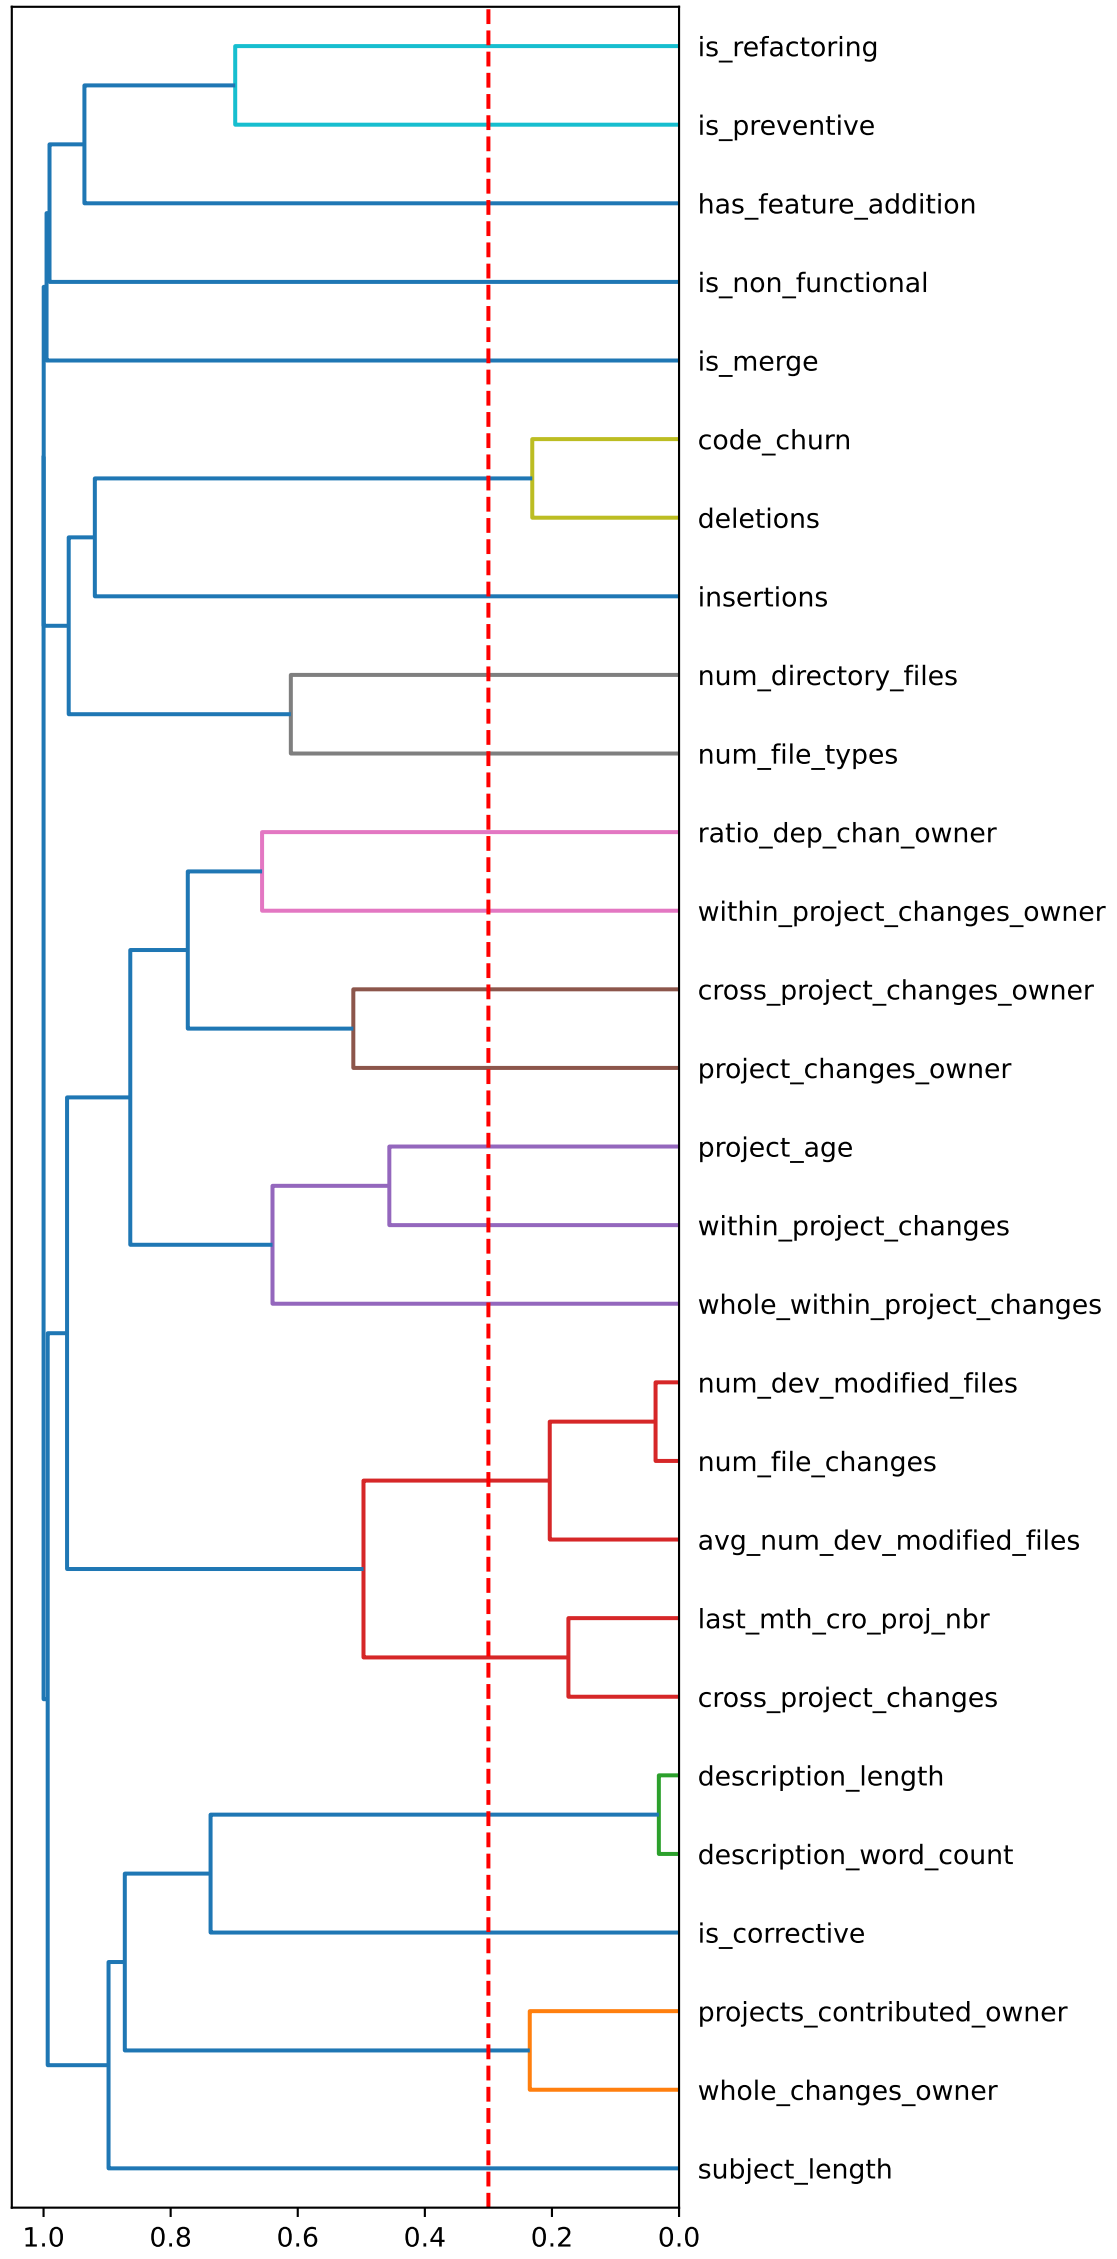 is_refactoring
is_preventive
has_feature_addition
is_non_functional
is_merge
code_churn
deletions
insertions
num_directory_files
num_file_types
ratio_dep_chan_owner
within_project_changes_owner
cross_project_changes_owner
project_changes_owner
project_age
within_project_changes
whole_within_project_changes
num_dev_modified_files
num_file_changes
avg_num_dev_modified_files
last_mth_cro_proj_nbr
cross_project_changes
description_length
description_word_count
is_corrective
projects_contributed_owner
whole_changes_owner
subject_length
1.0 0.8 0.6 0.4 0.2 0.0